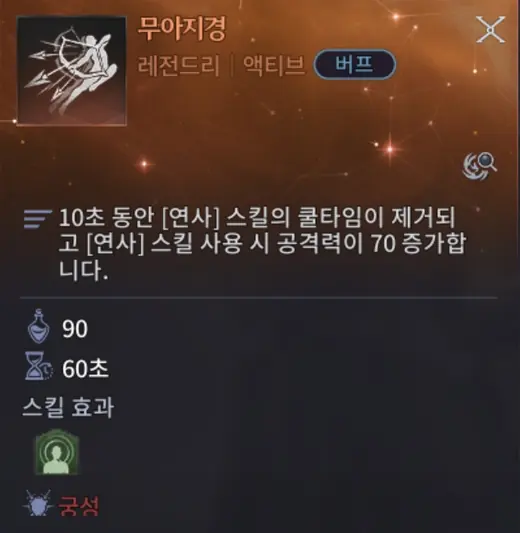 무아지경
레전드리 | 액티브 버프
10초 동안 [연사] 스킬의 쿨타임이 제거되
고 [연사] 스킬 사용 시 공격력이 70 증가합
니다.
90
60초
스킬 효과
궁성